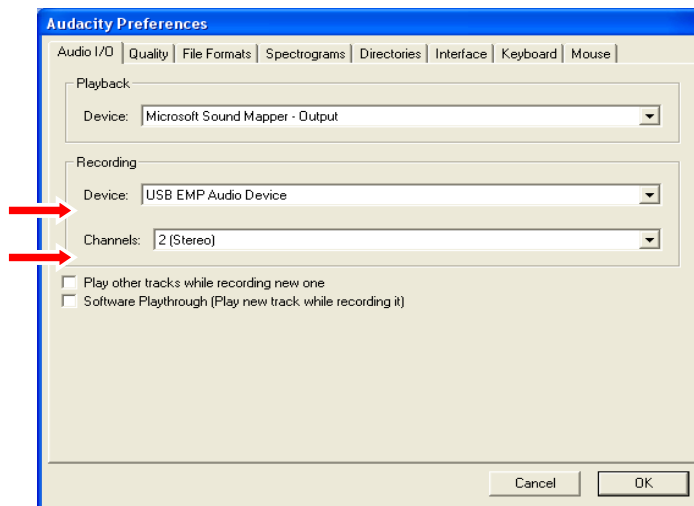 Audacity Preferences
Audio I/O Quality File Formats Spectrograms Directories Interface Keyboard Mouse
Playback
Device: Microsoft Sound Mapper - Output
Recording
Device: USB EMP Audio Device
Channels: 2 (Stereo)
Play other tracks while recording new one
Software Playthrough (Play new track while recording it)
Cancel OK